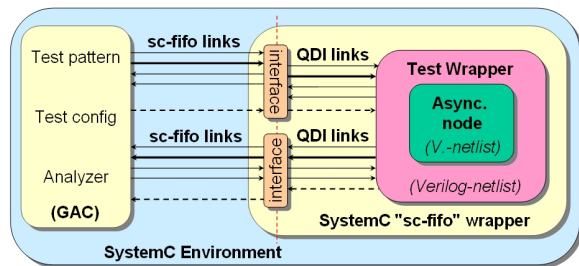 sc-fifo links
Test pattern
interface
QDI links
Test Wrapper
Async.
node
(V.-netlist)
Test config
sc-fifo links
QDI links
interface
Analyzer
(Verilog-netlist)
(GAC)
SystemC "sc-fifo" wrapper
SystemC Environment